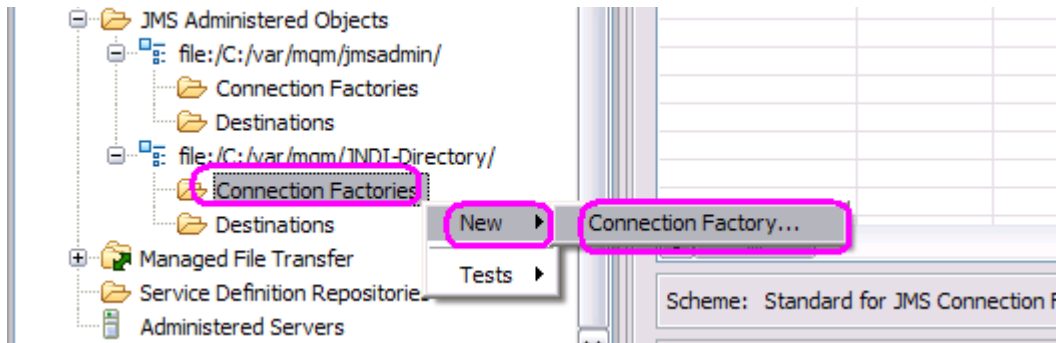 JMS Administered Objects
file:/C:/var/mqm/jmsadmin/
Connection Factories
Destinations
file:/C:/var/mqm/JNDI-Directory/
Connection Factories
Destinations
New
Connection Factory...
Managed File Transfer
Tests
Service Definition Repositories
Scheme: Standard for JMS Connection F
Administered Servers